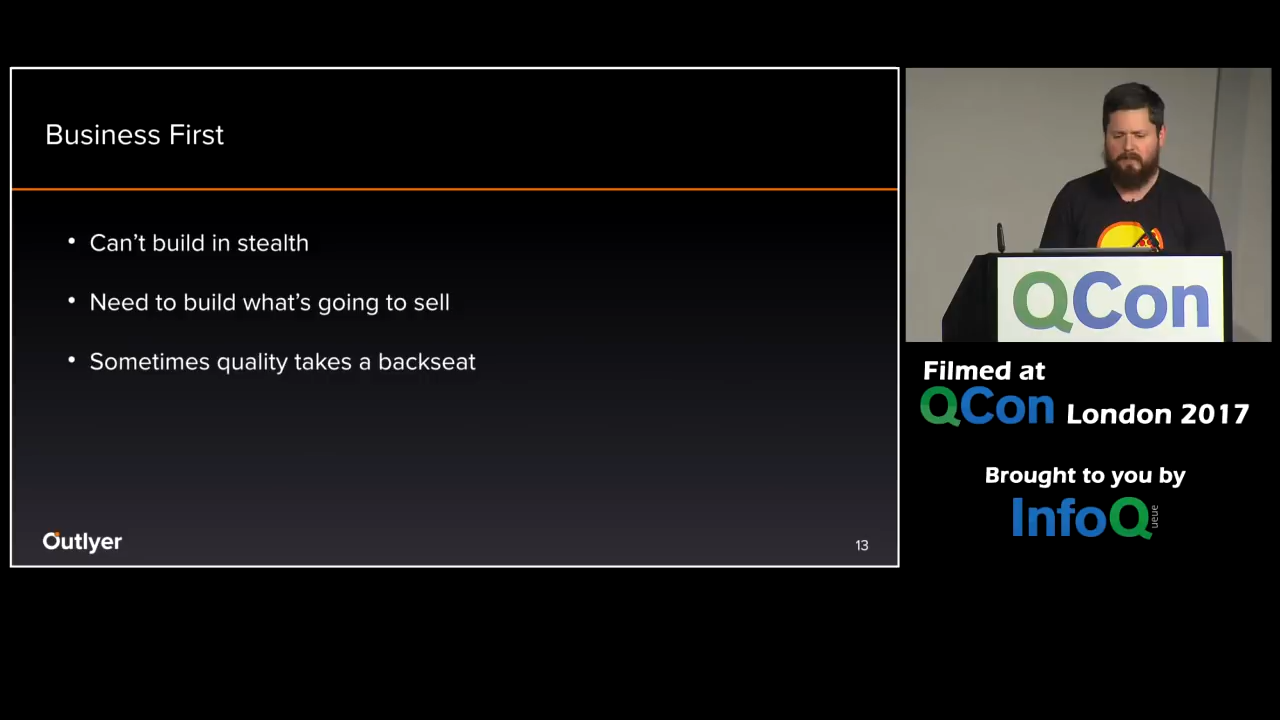 Business First
• Can't build in stealth
• Need to build what's going to sell
• Sometimes quality takes a backseat
Outlyer
13
QCon
Filmed at
QCon London 2017
Brought to you by
InfoQ
ueue